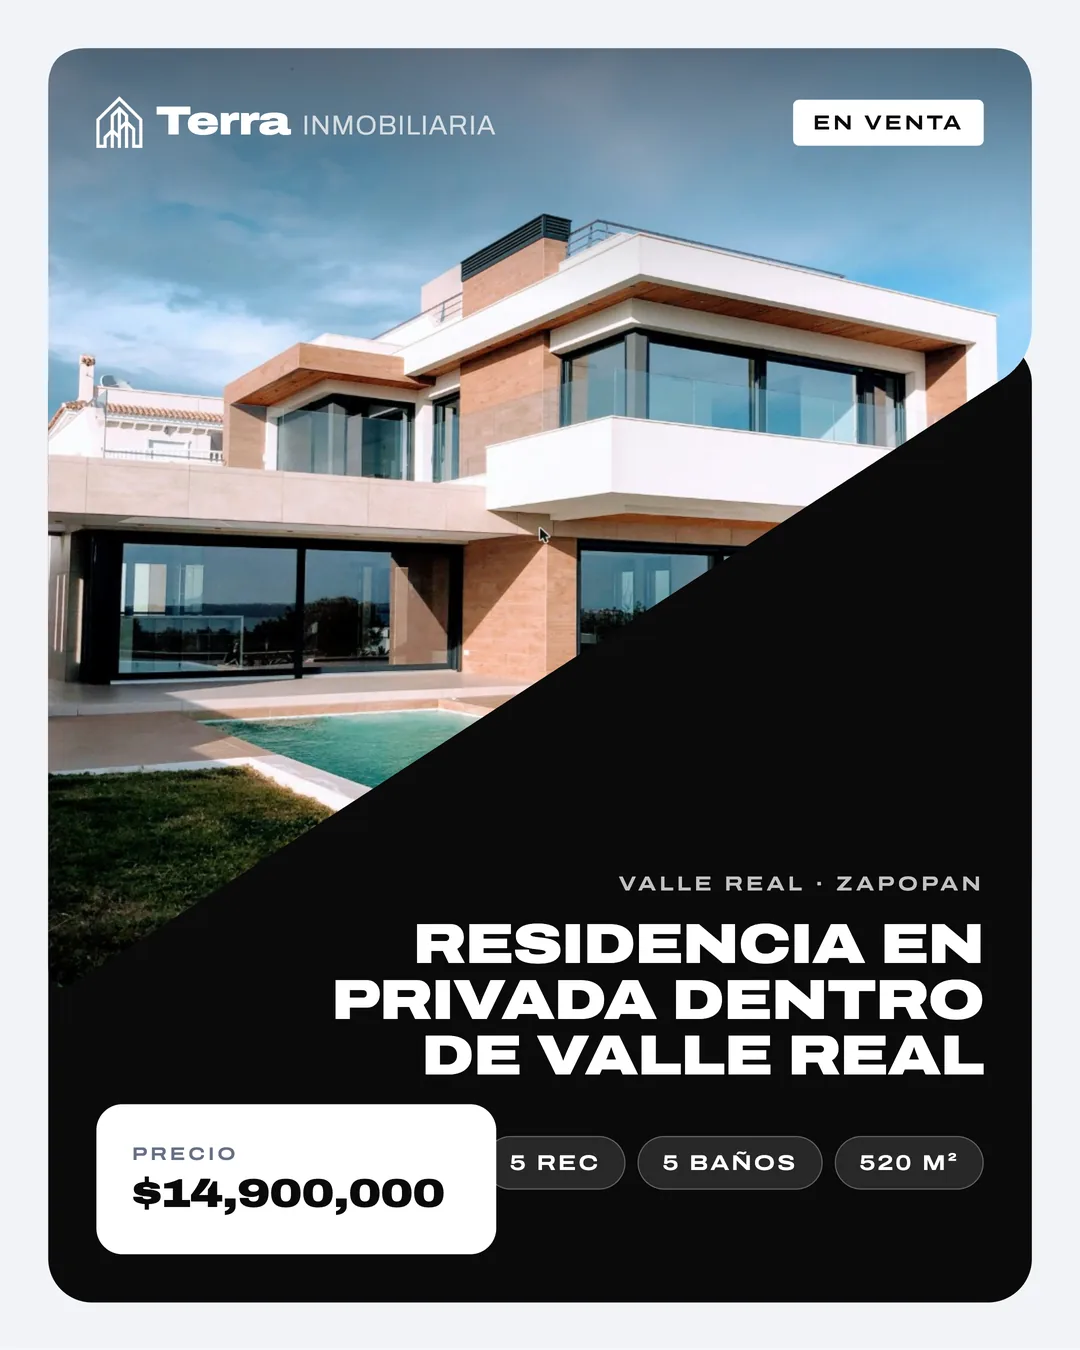 Terra INMOBILIARIA
EN VENTA
VALLE REAL · ZAPOPAN
RESIDENCIA EN
PRIVADA DENTRO
DE VALLE REAL
PRECIO
$14,900,000
5 REC
5 BAÑOS
520 M²